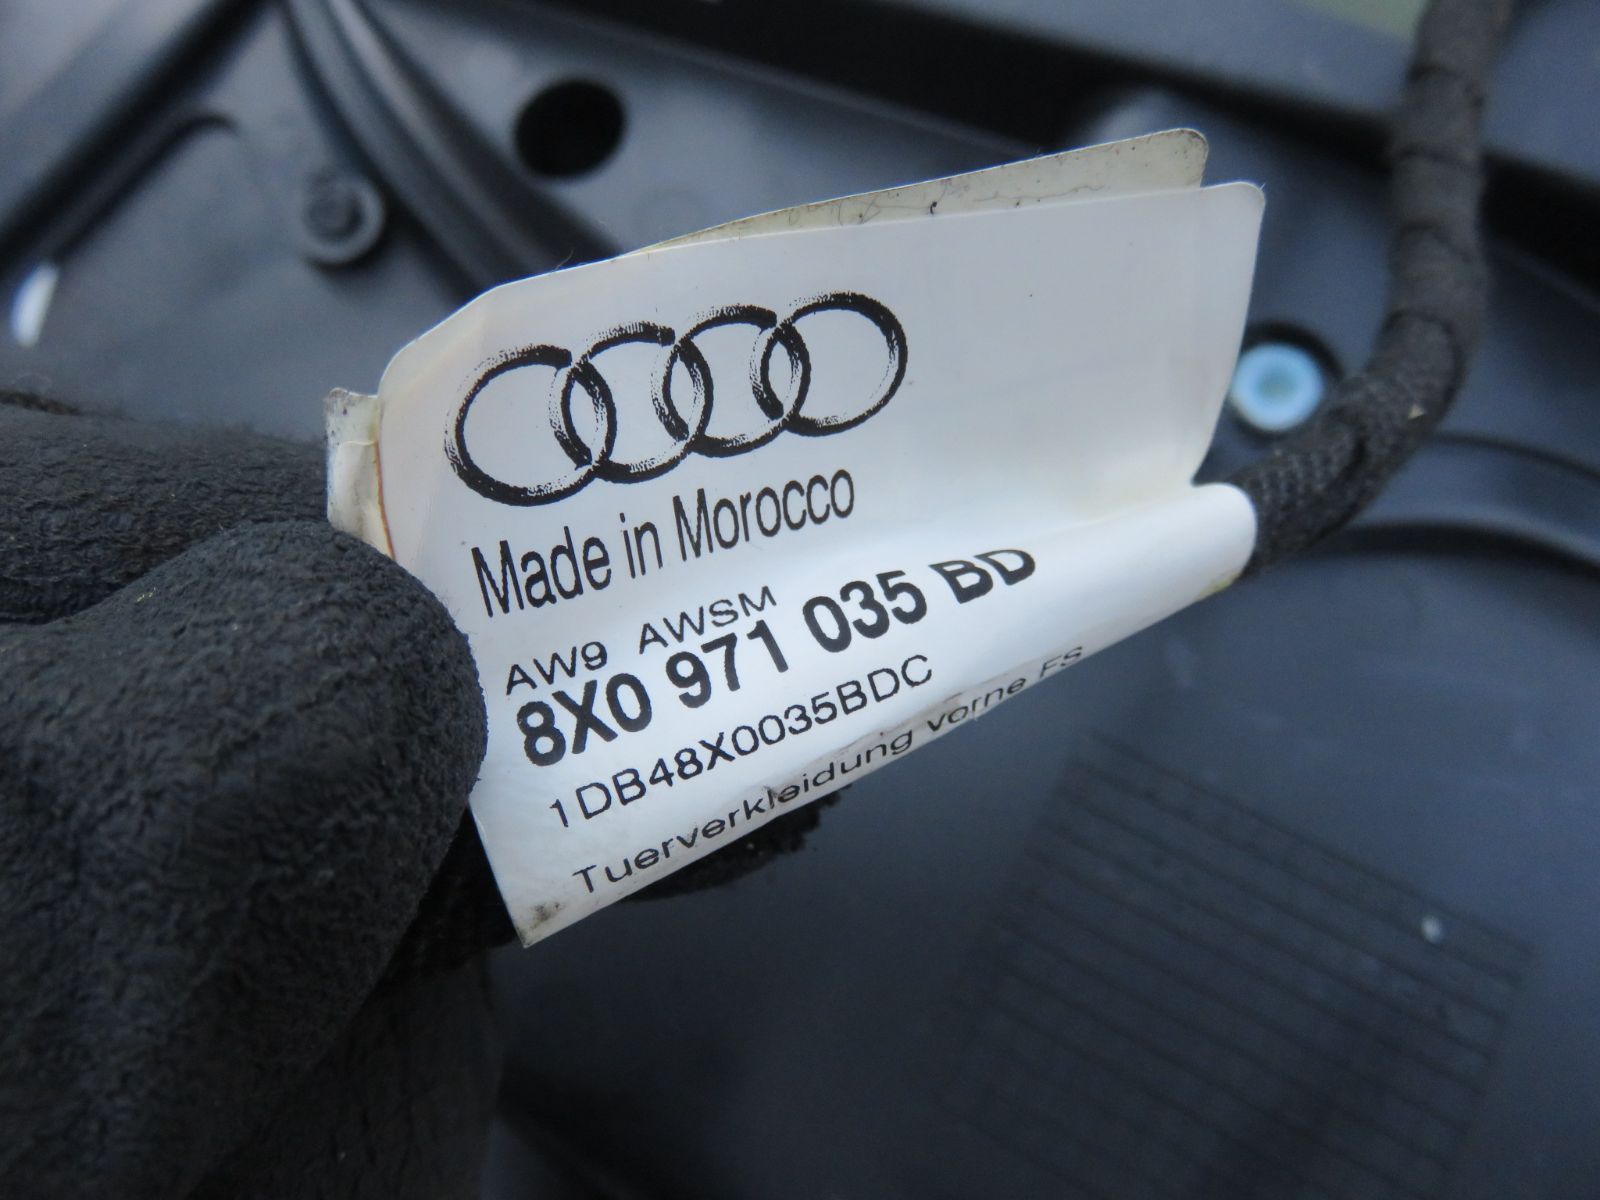 Made in Morocco
AW9 AWSM
8X0 971 035 BD
1DB48X0035BDC
Tuerverkleidung vorne FS